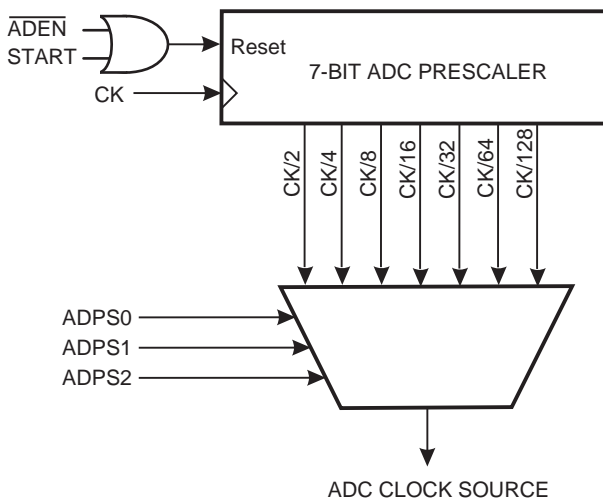 ADEN
START
Reset
7-BIT ADC PRESCALER
CK
CK/2
CK/4
CK/8
CK/16
CK/32
CK/64
CK/128
ADPS0
ADPS1
ADPS2
ADC CLOCK SOURCE